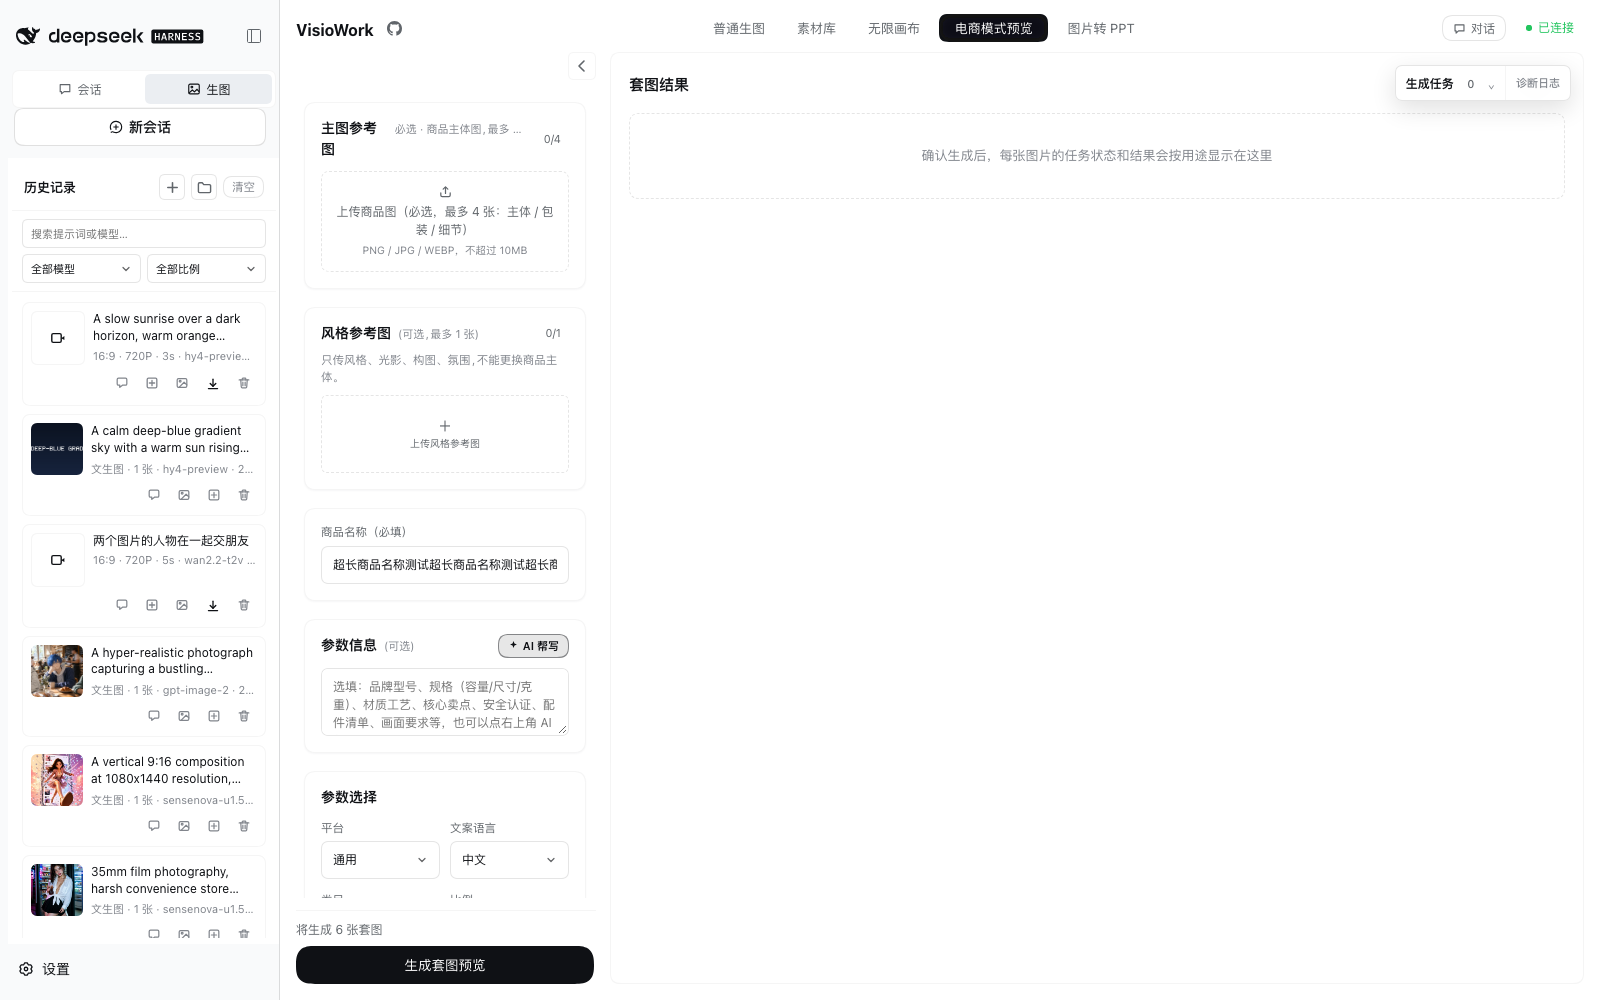 deepseek HARNESS
会话
生图
新会话
历史记录
清空
搜索提示词或模型...
全部模型
全部比例
A slow sunrise over a dark
horizon, warm orange...
16:9 · 720P · 3s · hy4-previe...
DEEP-BLUE GRAD
A calm deep-blue gradient
sky with a warm sun rising...
文生图 · 1 张 · hy4-preview · 2...
两个图片的人物在一起交朋友
16:9 · 720P · 5s · wan2.2-t2v ...
A hyper-realistic photograph
capturing a bustling...
文生图 · 1 张 · gpt-image-2 · 2...
A vertical 9:16 composition
at 1080x1440 resolution,...
文生图 · 1 张 · sensenova-u1.5...
35mm film photography,
harsh convenience store...
文生图 · 1 张 · sensenova-u1.5...
设置
VisioWork
普通生图
素材库
无限画布
电商模式预览
图片转 PPT
对话
已连接
主图参考图
必选 · 商品主体图,最多 ...
0/4
上传商品图（必选，最多 4 张：主体 / 包
装 / 细节）
PNG / JPG / WEBP，不超过 10MB
风格参考图
(可选,最多 1 张)
0/1
只传风格、光影、构图、氛围,不能更换商品主
体。
上传风格参考图
商品名称（必填）
超长商品名称测试超长商品名称测试超长商
参数信息
(可选)
AI 帮写
选填：品牌型号、规格（容量/尺寸/克
重）、材质工艺、核心卖点、安全认证、配
件清单、画面要求等，也可以点右上角 AI
参数选择
平台
文案语言
通用
中文
将生成 6 张套图
生成套图预览
套图结果
生成任务
0
诊断日志
确认生成后，每张图片的任务状态和结果会按用途显示在这里